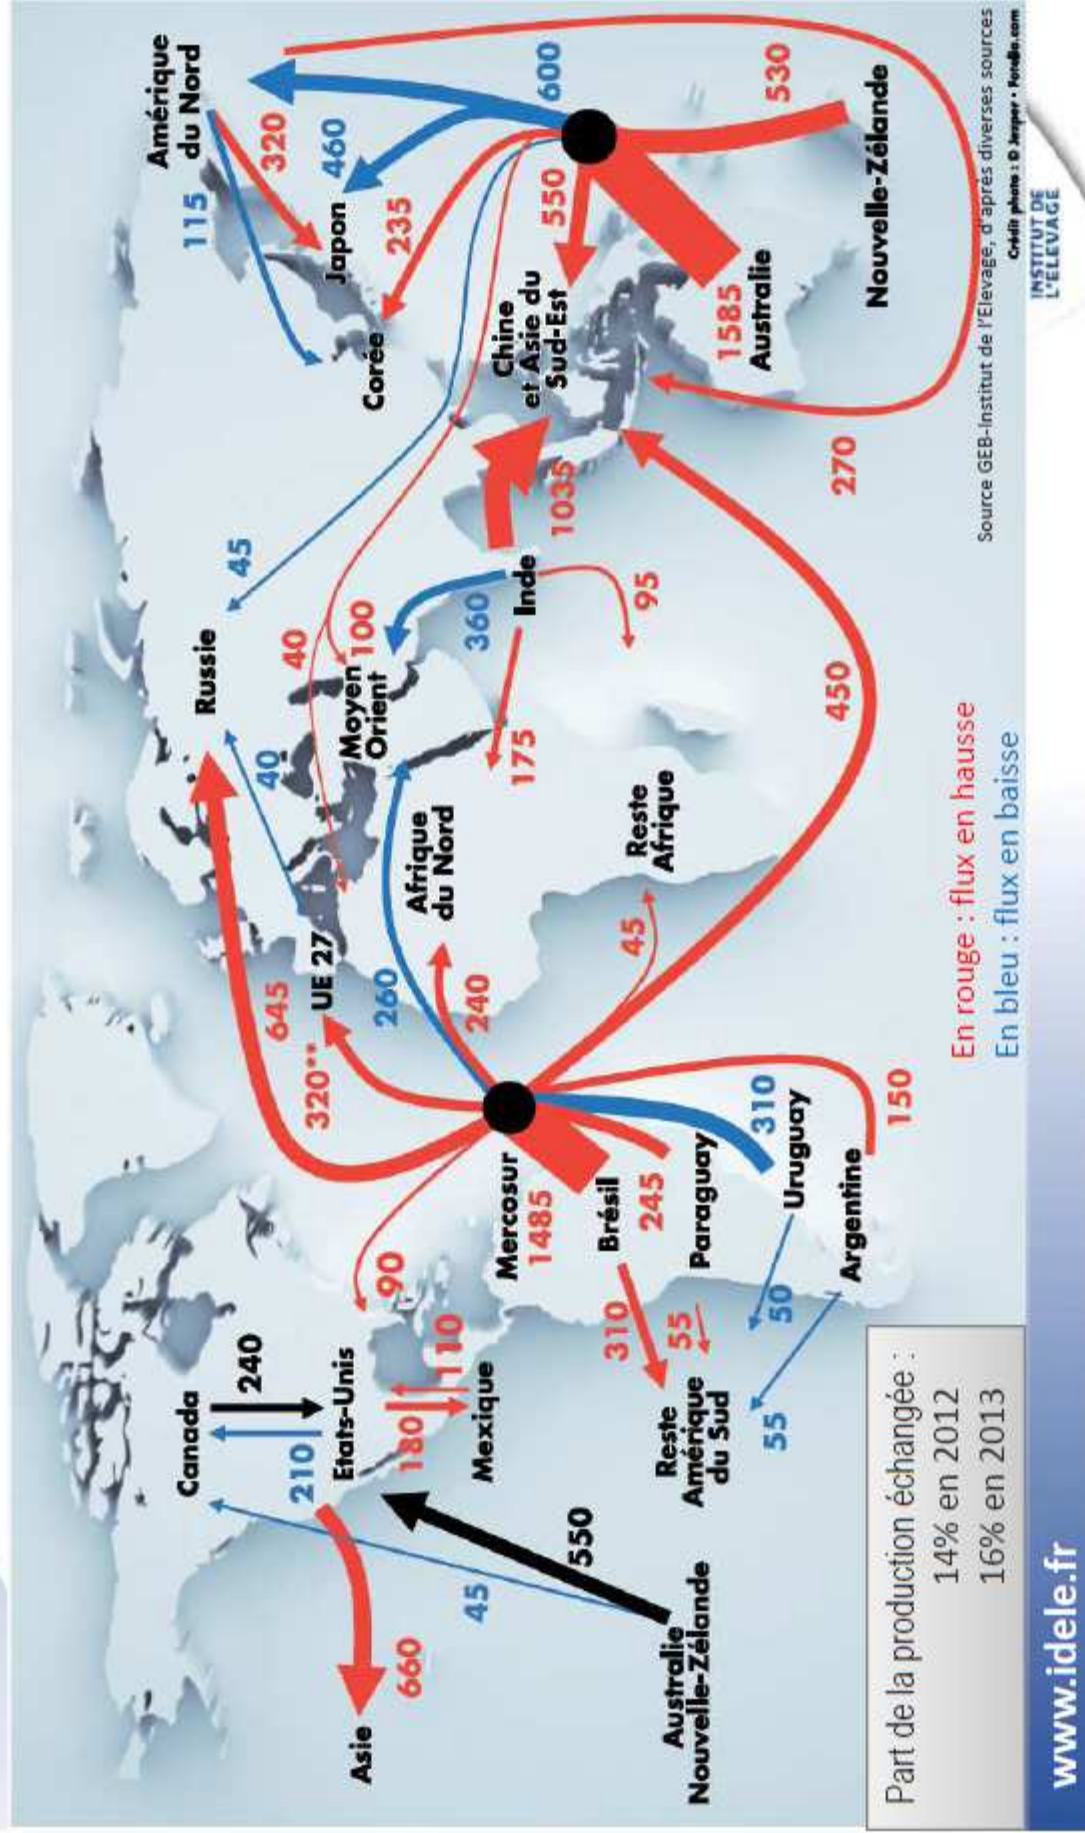 Canada
240
210
Etats-Unis
180
110
Mexique
90
Asie
660
45
550
Australie
Nouvelle-Zélande
Mercosur
1485
Brésil
245
Paraguay
310
Uruguay
Argentine
150
310
55
50
55
Reste
Amérique
du Sud
645
320**
UE 27
260
240
Afrique
du Nord
45
Reste
Afrique
450
Russie
40
45
40
100
Moyen
Orient
360
Inde
175
95
1035
Chine
et Asie du
Sud-Est
550
Corée
235
Japon
460
320
115
Amérique
du Nord
600
530
1585
Australie
Nouvelle-Zélande
270
En rouge : flux en hausse
En bleu : flux en baisse
Part de la production échangée :
14% en 2012
16% en 2013
Source GEB-Institut de l'Elevage, d'après diverses sources
Crédit photo : © Jesper • Fotolia.com
www.idele.fr
INSTITUT DE
L'ELEVAGE